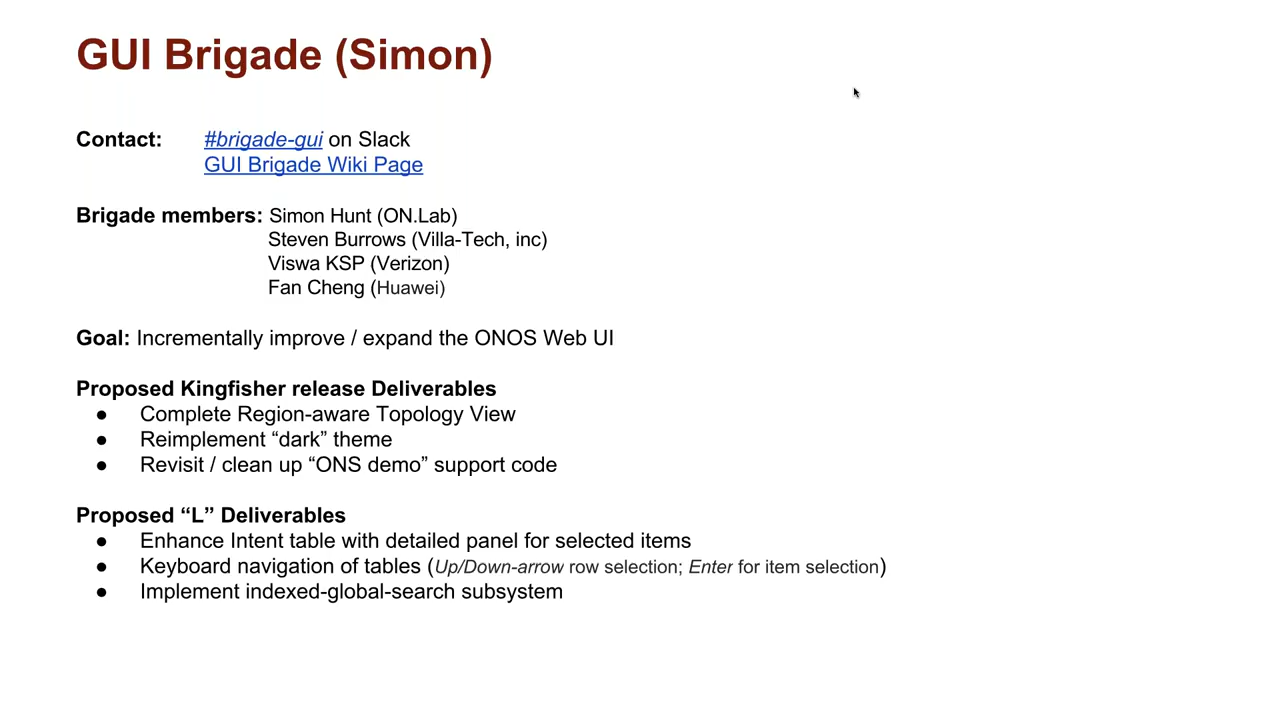 GUI Brigade (Simon)
Contact: #brigade-gui on Slack
GUI Brigade Wiki Page
Brigade members: Simon Hunt (ON.Lab)
Steven Burrows (Villa-Tech, inc)
Viswa KSP (Verizon)
Fan Cheng (Huawei)
Goal: Incrementally improve / expand the ONOS Web UI
Proposed Kingfisher release Deliverables
● Complete Region-aware Topology View
● Reimplement “dark” theme
● Revisit / clean up “ONS demo” support code
Proposed “L” Deliverables
● Enhance Intent table with detailed panel for selected items
● Keyboard navigation of tables (Up/Down-arrow row selection; Enter for item selection)
● Implement indexed-global-search subsystem